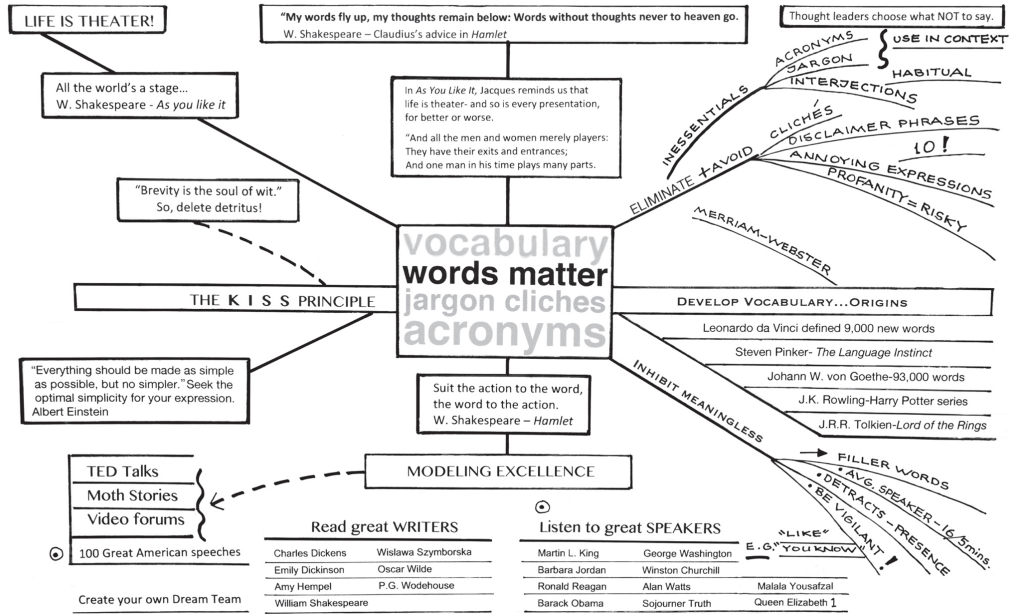 LIFE IS THEATER!
"My words fly up, my thoughts remain below: Words without thoughts never to heaven go.
W. Shakespeare – Claudius's advice in Hamlet
Thought leaders choose what NOT to say.
All the world's a stage...
W. Shakespeare - As you like it
In As You Like It, Jacques reminds us that
life is theater- and so is every presentation,
for better or worse.
"And all the men and women merely players:
They have their exits and entrances;
And one man in his time plays many parts.
INESSENTIALS
ACRONYMS
JARGON
USE IN CONTEXT
INTERJECTIONS
HABITUAL
ELIMINATE + AVOID
CLICHÉS
DISCLAIMER PHRASES
10!
ANNOYING EXPRESSIONS
PROFANITY = RISKY
MERRIAM-WEBSTER
"Brevity is the soul of wit."
So, delete detritus!
vocabulary
words matter
jargon cliches
acronyms
THE K I S S PRINCIPLE
DEVELOP VOCABULARY...ORIGINS
Leonardo da Vinci defined 9,000 new words
Steven Pinker- The Language Instinct
Johann W. von Goethe-93,000 words
J.K. Rowling-Harry Potter series
J.R.R. Tolkien-Lord of the Rings
"Everything should be made as simple
as possible, but no simpler." Seek the
optimal simplicity for your expression.
Albert Einstein
Suit the action to the word,
the word to the action.
W. Shakespeare – Hamlet
INHIBIT MEANINGLESS
FILLER WORDS
• AVG. SPEAKER - 16/5mins.
• DETRACTS - PRESENCE
• BE VIGILANT!
E.G. "LIKE"
"YOU KNOW"
MODELING EXCELLENCE
TED Talks
Moth Stories
Video forums
100 Great American speeches
Create your own Dream Team
Read great WRITERS
Charles Dickens Wislawa Szymborska
Emily Dickinson Oscar Wilde
Amy Hempel P.G. Wodehouse
William Shakespeare
Listen to great SPEAKERS
Martin L. King George Washington
Barbara Jordan Winston Churchill
Ronald Reagan Alan Watts Malala Yousafzal
Barack Obama Sojourner Truth Queen Elizabeth 1